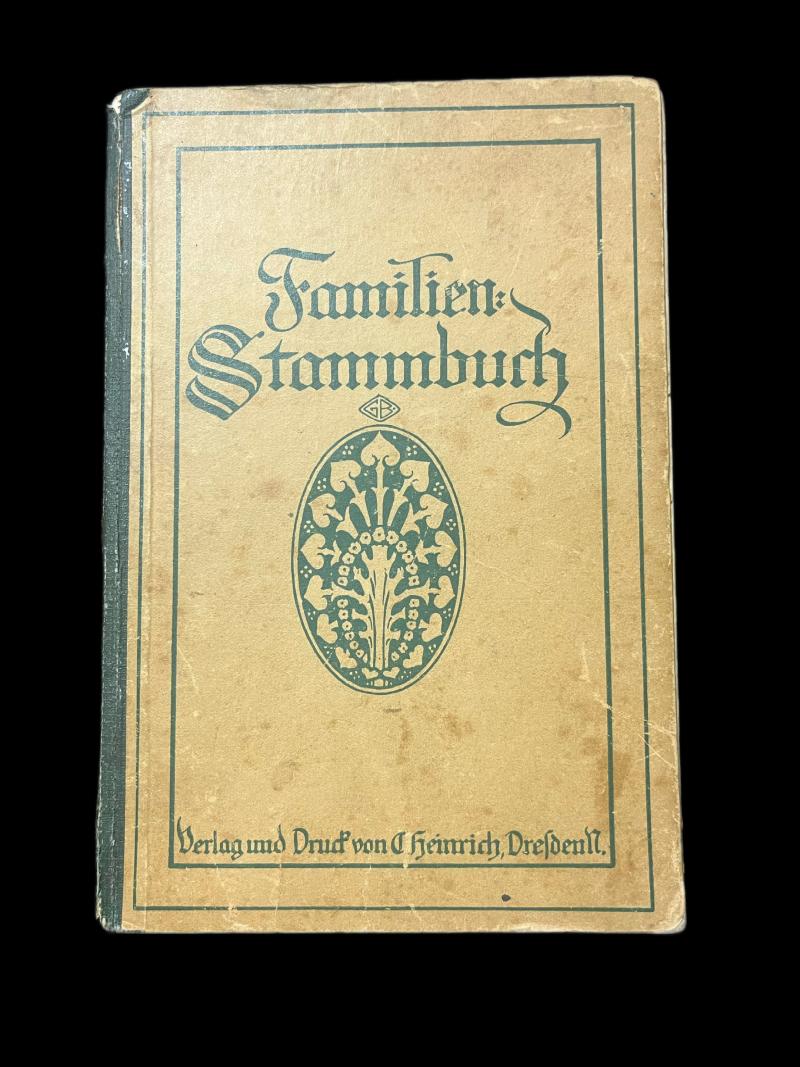 Familien=
Stammbuch
GB
Verlag und Druck von C Heinrich, Dresden N.